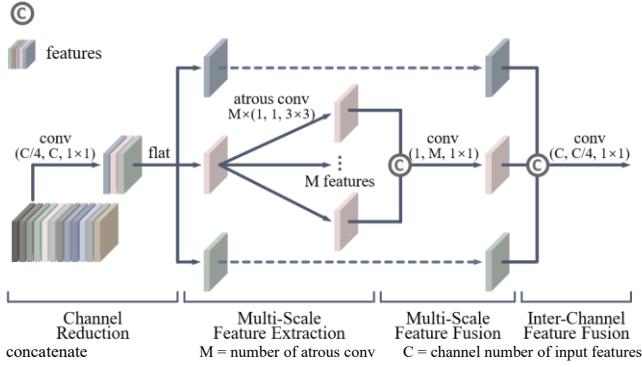 C
features
conv
(C/4, C, 1×1)
flat
atrous conv
M×(1, 1, 3×3)
M features
C
conv
(1, M, 1×1)
C
conv
(C, C/4, 1×1)
Channel
Reduction
Multi-Scale
Feature Extraction
Multi-Scale
Feature Fusion
Inter-Channel
Feature Fusion
concatenate
M = number of atrous conv
C = channel number of input features